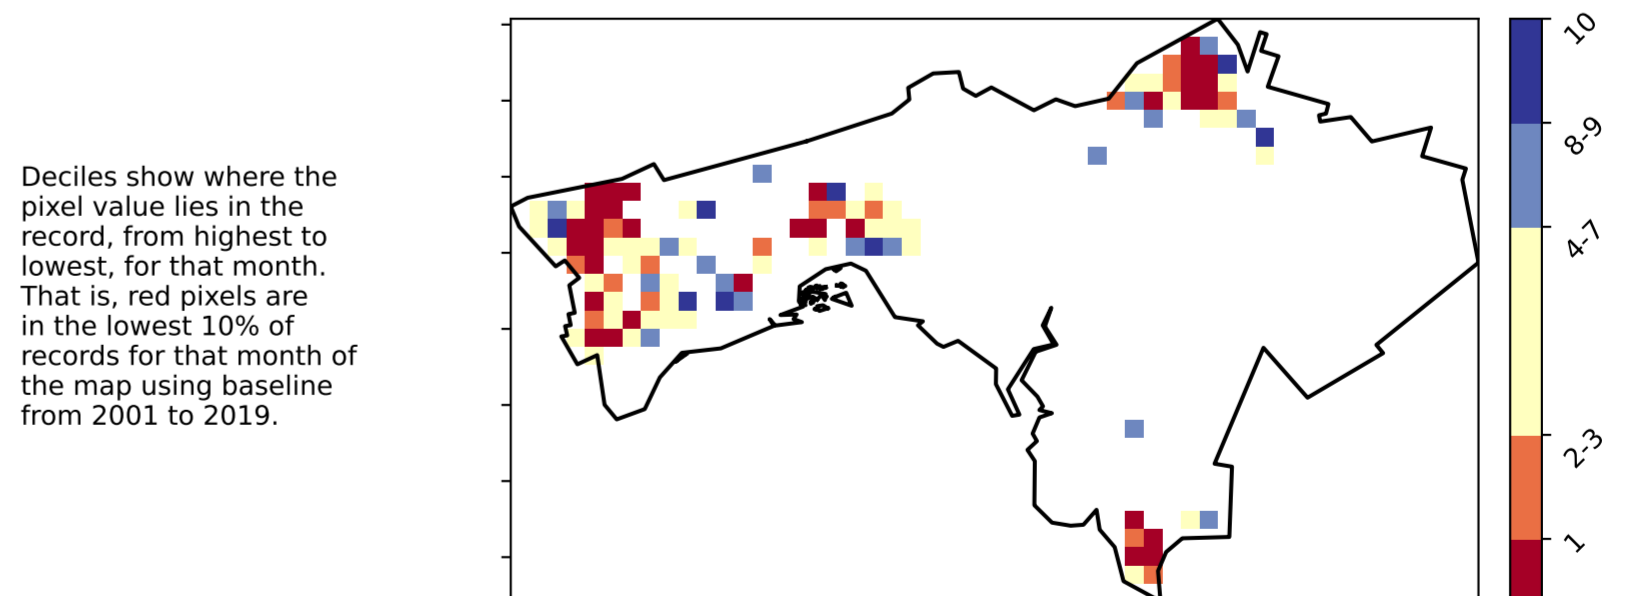 Deciles show where the
pixel value lies in the
record, from highest to
lowest, for that month.
That is, red pixels are
in the lowest 10% of
records for that month of
the map using baseline
from 2001 to 2019.
10
8-9
4-7
2-3
1